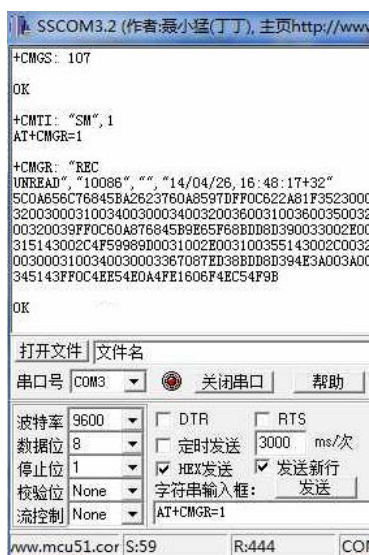 SSCOM3.2 (作者:聂小猛(丁丁), 主页http://www
+CMGS: 107
OK
+CMTI: "SM",1
AT+CMGR=1
+CMGR: "REC
UNREAD","10086","","14/04/26,16:48:17+32"
5C0A656C76845BA2623760A8597DFF0C622A81F3523000
3200300031003400300034003200360031003600350032
00320039FF0C60A876845B9E65F68BDD8D390033002E00
315143002C4F59989D0031002E003100355143002C0032
003000310034003000033670 87ED38BDD8D394E3A003A00
345143FF0C4EE54E0A4FE1606F4EC54F9B
OK
打开文件 文件名
串口号 COM3 关闭串口 帮助
波特率 9600 DTR RTS
数据位 8 定时发送 3000 ms/次
停止位 1 HEX发送 发送新行
校验位 None 字符串输入框: 发送
流控制 None AT+CMGR=1
www.mcu51.cor S:59 R:444 COM